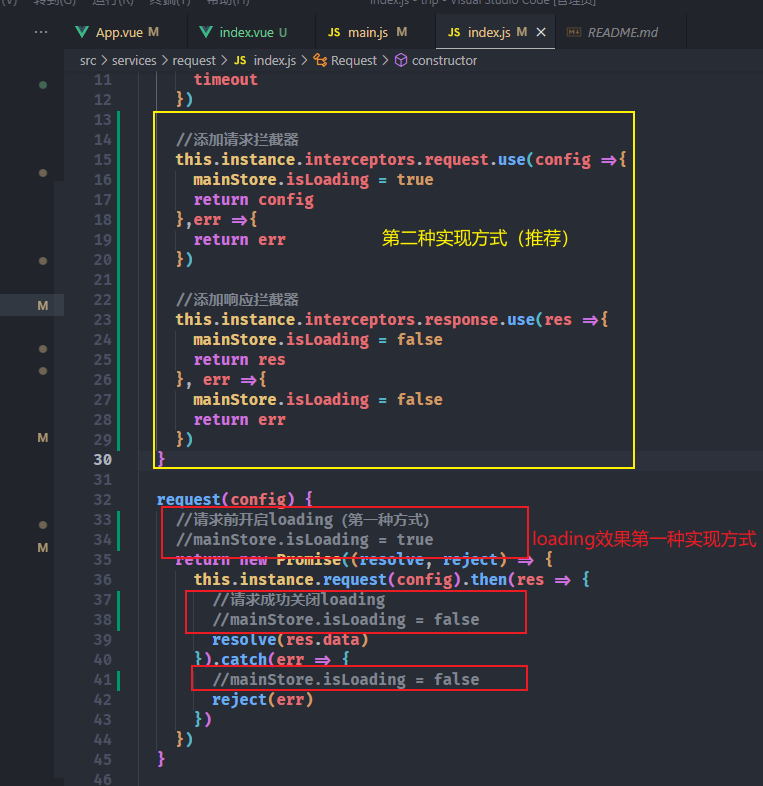 index.js - trip - Visual Studio Code [管理员]
··· App.vue M index.vue U JS main.js M JS index.js M × README.md
src > services > request > JS index.js > Request > constructor
11 timeout
12 })
13
14 //添加请求拦截器
15 this.instance.interceptors.request.use(config =>{
16 mainStore.isLoading = true
17 return config
18 },err =>{
19 return err
第二种实现方式（推荐）
20 })
21
22 //添加响应拦截器
23 this.instance.interceptors.response.use(res =>{
24 mainStore.isLoading = false
25 return res
26 }, err =>{
27 mainStore.isLoading = false
28 return err
29 })
30 }
31
32 request(config) {
33 //请求前开启loading（第一种方式）
34 //mainStore.isLoading = true
loading效果第一种实现方式
35 return new Promise((resolve, reject) => {
36 this.instance.request(config).then(res => {
37 //请求成功关闭loading
38 //mainStore.isLoading = false
39 resolve(res.data)
40 }).catch(err => {
41 //mainStore.isLoading = false
42 reject(err)
43 })
44 })
45 }
46
M
M
M